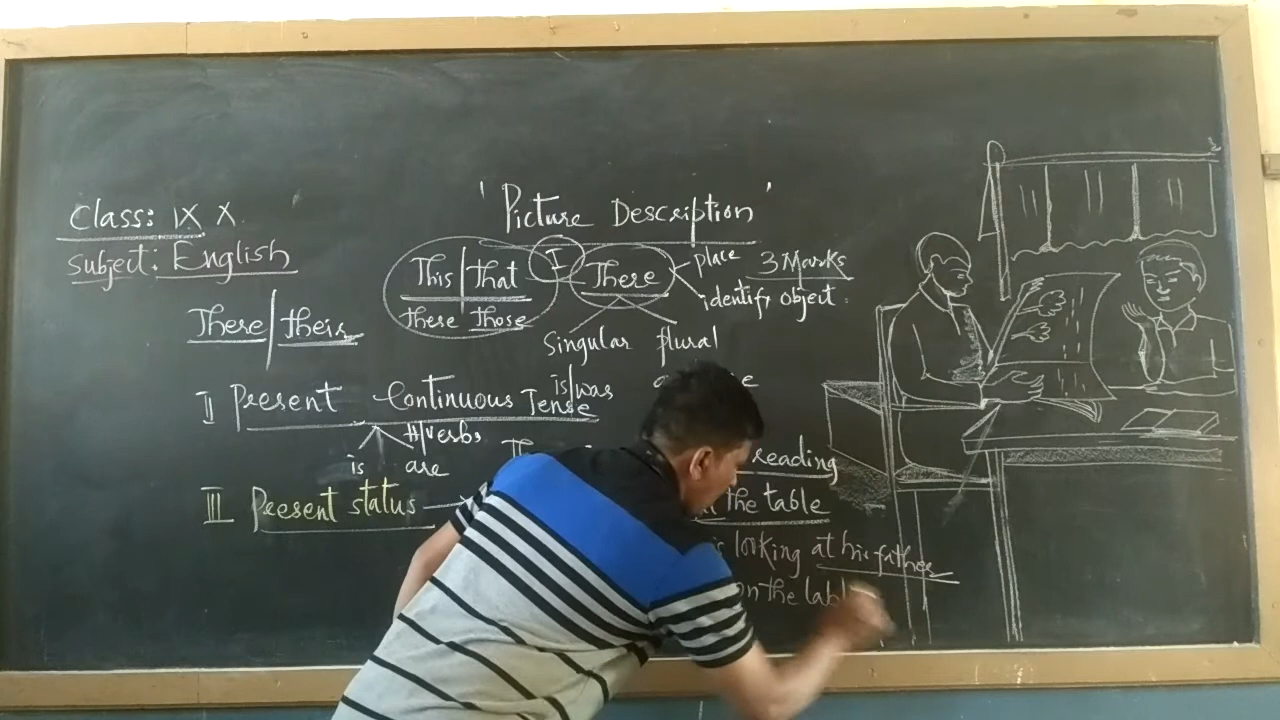 Class: IX X
Subject: English
'Picture Description'
This|that I There place 3 Marks
these those identify object:
There|their
Singular plural
is/was
II Present Continuous Tense
H/verbs
is are
reading
III Present status
the table
is looking at his father
on the tabl